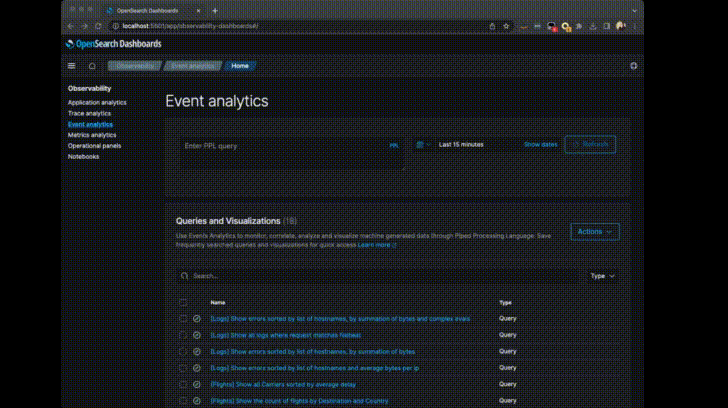 OpenSearch Dashboards
localhost:5601/app/observability-dashboards#/
OpenSearch Dashboards
Observability
Event analytics
Home
Observability
Application analytics
Trace analytics
Event analytics
Metrics analytics
Operational panels
Notebooks
Event analytics
Enter PPL query
PPL
Last 15 minutes
Show dates
Refresh
Queries and Visualizations (18)
Use Events Analytics to monitor, correlate, analyze and visualize machine generated data through Piped Processing Language. Save
frequently searched queries and visualizations for quick access Learn more
Actions
Search...
Type
Name
Type
[Logs] Show errors sorted by list of hostnames, by summation of bytes and complex evals
Query
[Logs] Show all logs where request matches filebeat
Query
[Logs] Show errors sorted by list of hostnames, by summation of bytes
Query
[Logs] Show errors sorted by list of hostnames and average bytes per ip
Query
[Flights] Show all Carriers sorted by average delay
Query
[Flights] Show the count of flights by Destination and Country
Query